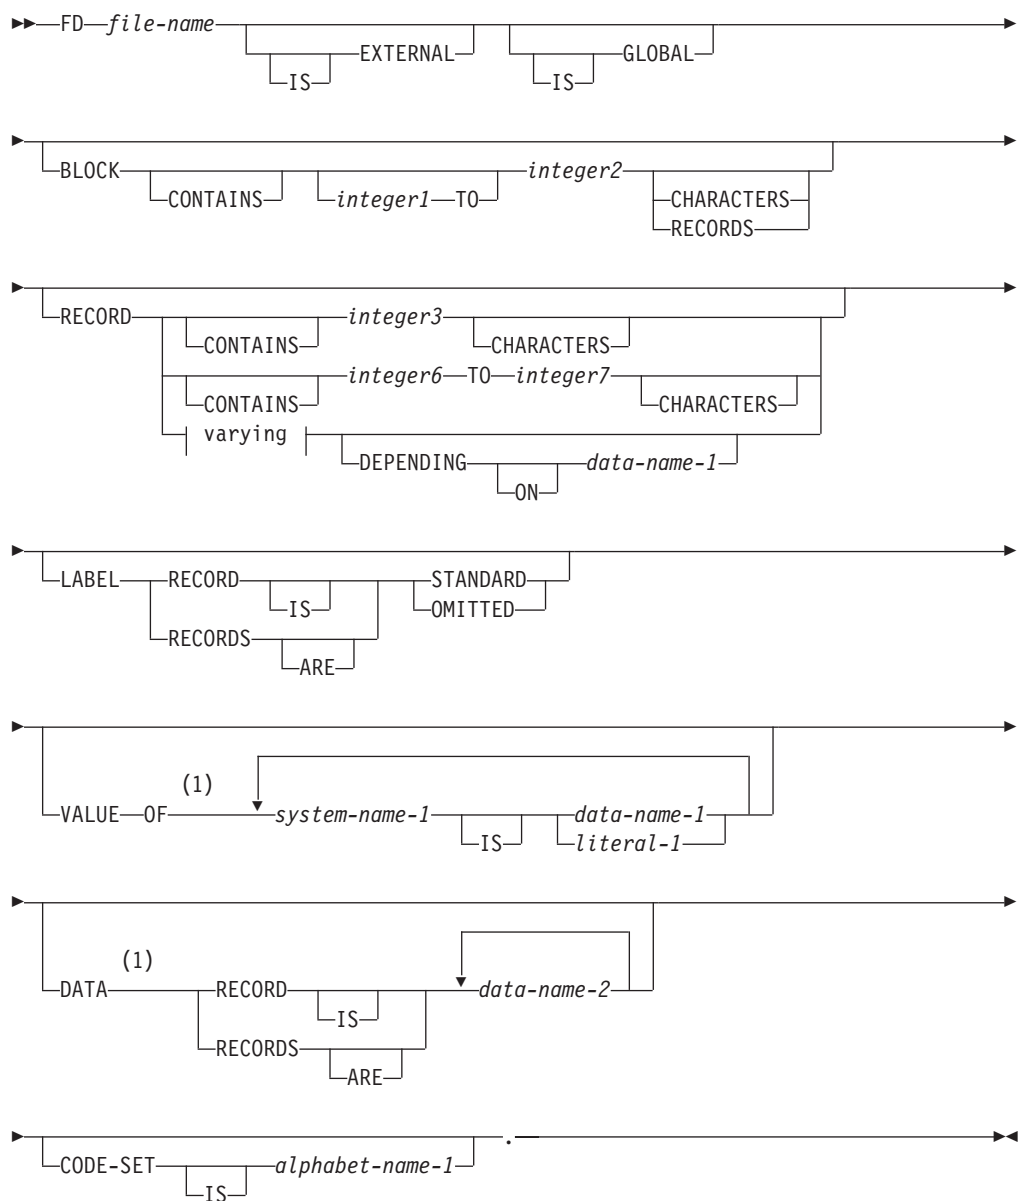 FD file-name EXTERNAL GLOBAL
IS IS
BLOCK integer2
CONTAINS integer1 TO CHARACTERS
RECORDS
RECORD integer3
CONTAINS CHARACTERS
integer6 TO integer7
CONTAINS CHARACTERS
varying
DEPENDING data-name-1
ON
LABEL RECORD STANDARD
IS OMITTED
RECORDS
ARE
(1)
VALUE OF system-name-1 data-name-1
IS literal-1
(1)
DATA RECORD data-name-2
IS
RECORDS
ARE
.
CODE-SET alphabet-name-1
IS